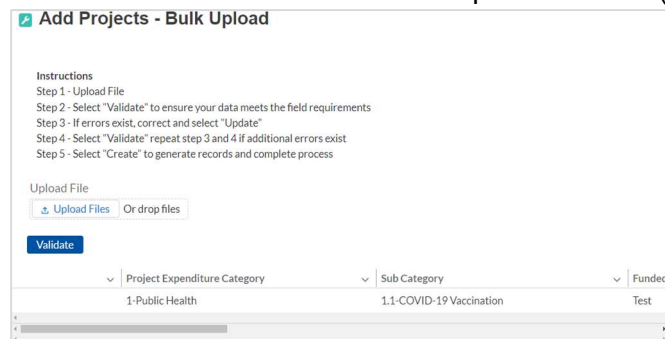 Add Projects - Bulk Upload
Instructions
Step 1 - Upload File
Step 2 - Select "Validate" to ensure your data meets the field requirements
Step 3 - If errors exist, correct and select "Update"
Step 4 - Select "Validate" repeat step 3 and 4 if additional errors exist
Step 5 - Select "Create" to generate records and complete process
Upload File
Upload Files Or drop files
Validate
Project Expenditure Category Sub Category Funded
1-Public Health 1.1-COVID-19 Vaccination Test